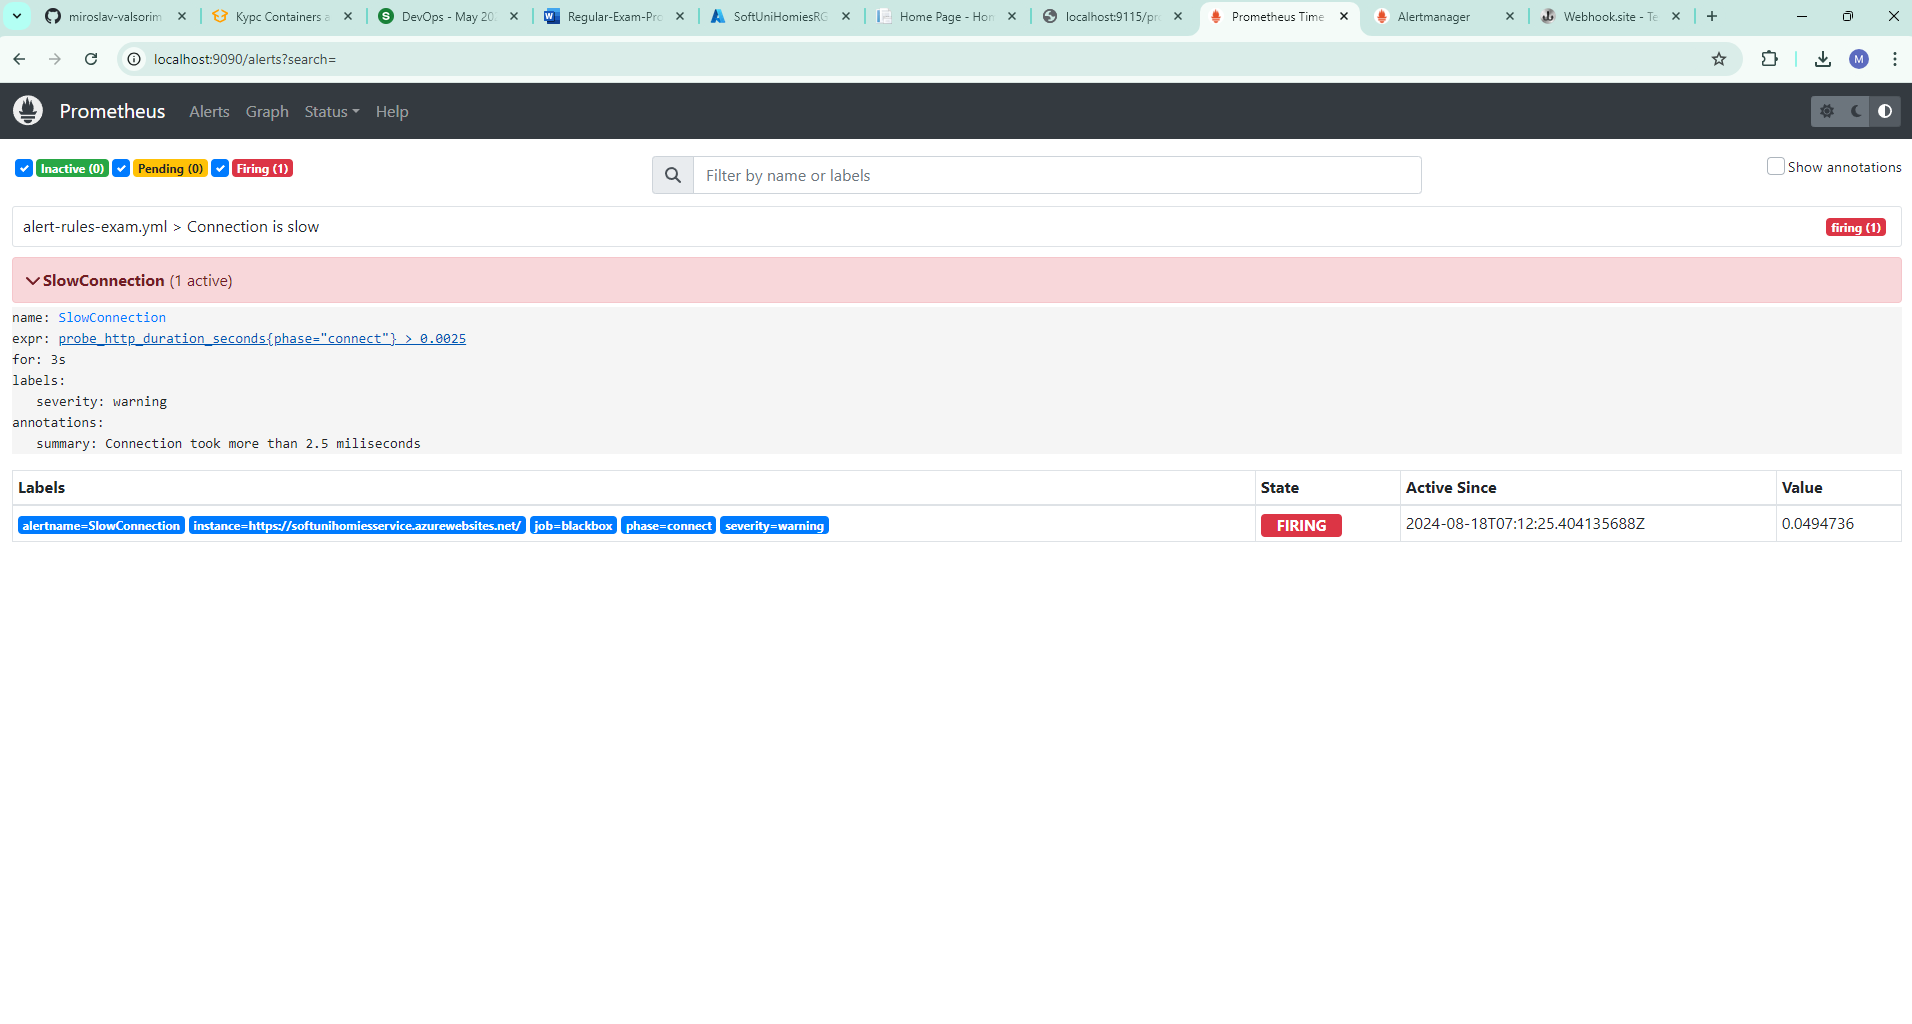 miroslav-valsorim
Курс Containers a
DevOps - May 202
Regular-Exam-Pro
SoftUniHomiesRG
Home Page - Hom
localhost:9115/pro
Prometheus Time
Alertmanager
Webhook.site - Te
localhost:9090/alerts?search=
M
Prometheus Alerts Graph Status Help
Inactive (0) Pending (0) Firing (1)
Filter by name or labels
Show annotations
alert-rules-exam.yml > Connection is slow
firing (1)
SlowConnection (1 active)
name: SlowConnection
expr: probe_http_duration_seconds{phase="connect"} > 0.0025
for: 3s
labels:
severity: warning
annotations:
summary: Connection took more than 2.5 miliseconds
Labels State Active Since Value
alertname=SlowConnection instance=https://softunihomiesservice.azurewebsites.net/ job=blackbox phase=connect severity=warning FIRING 2024-08-18T07:12:25.404135688Z 0.0494736